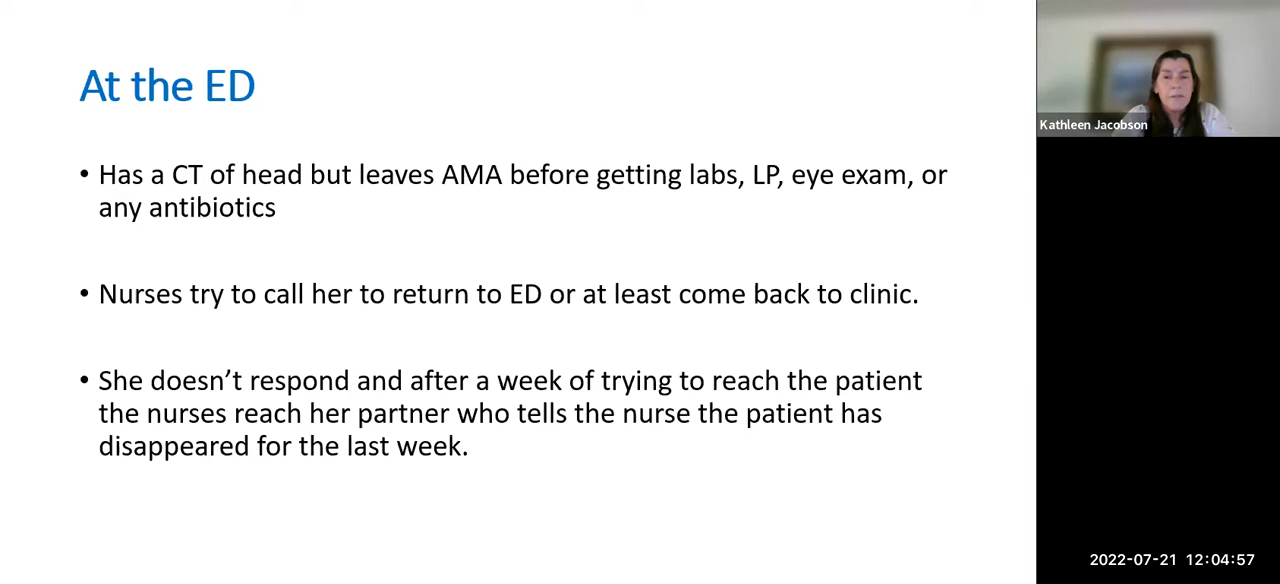 At the ED
• Has a CT of head but leaves AMA before getting labs, LP, eye exam, or
any antibiotics
• Nurses try to call her to return to ED or at least come back to clinic.
• She doesn’t respond and after a week of trying to reach the patient
the nurses reach her partner who tells the nurse the patient has
disappeared for the last week.
Kathleen Jacobson
2022-07-21 12:04:57